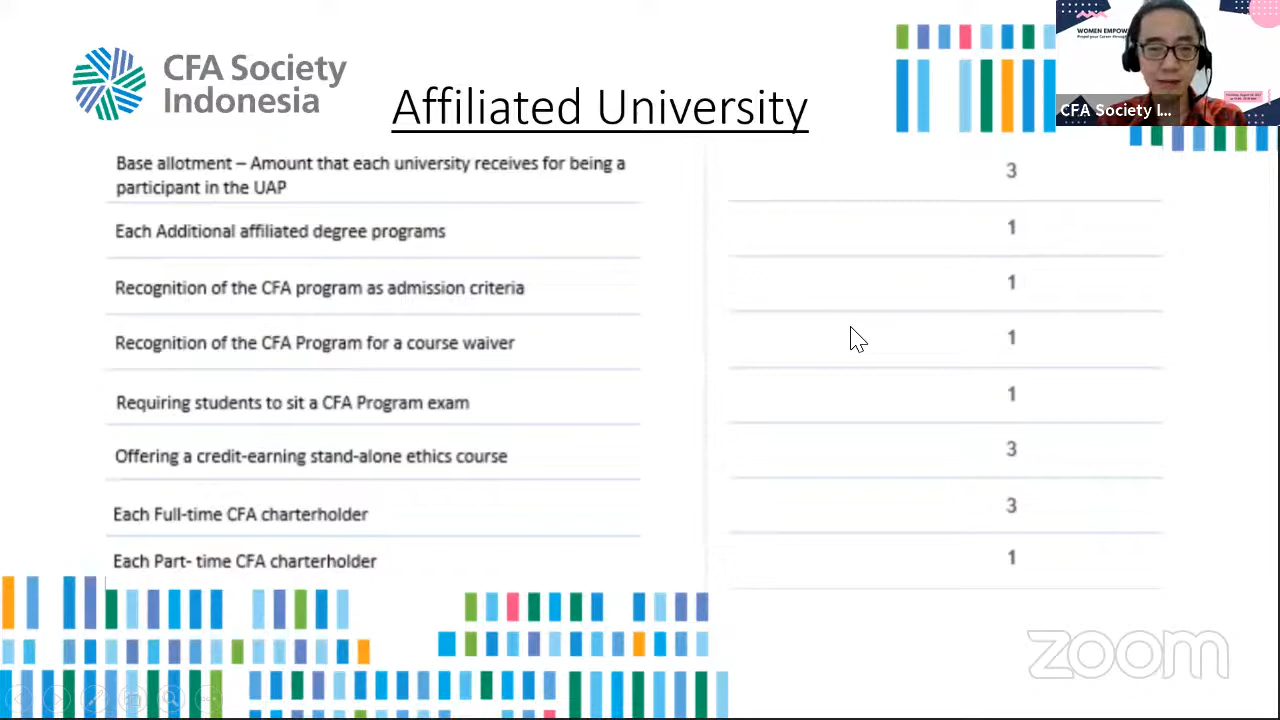 CFA Society
Indonesia
Affiliated University
WOMEN EMPOW
CFA Society I...
Base allotment – Amount that each university receives for being a
participant in the UAP
3
Each Additional affiliated degree programs
1
Recognition of the CFA program as admission criteria
1
Recognition of the CFA Program for a course waiver
1
Requiring students to sit a CFA Program exam
1
Offering a credit-earning stand-alone ethics course
3
Each Full-time CFA charterholder
3
Each Part- time CFA charterholder
1
zoom